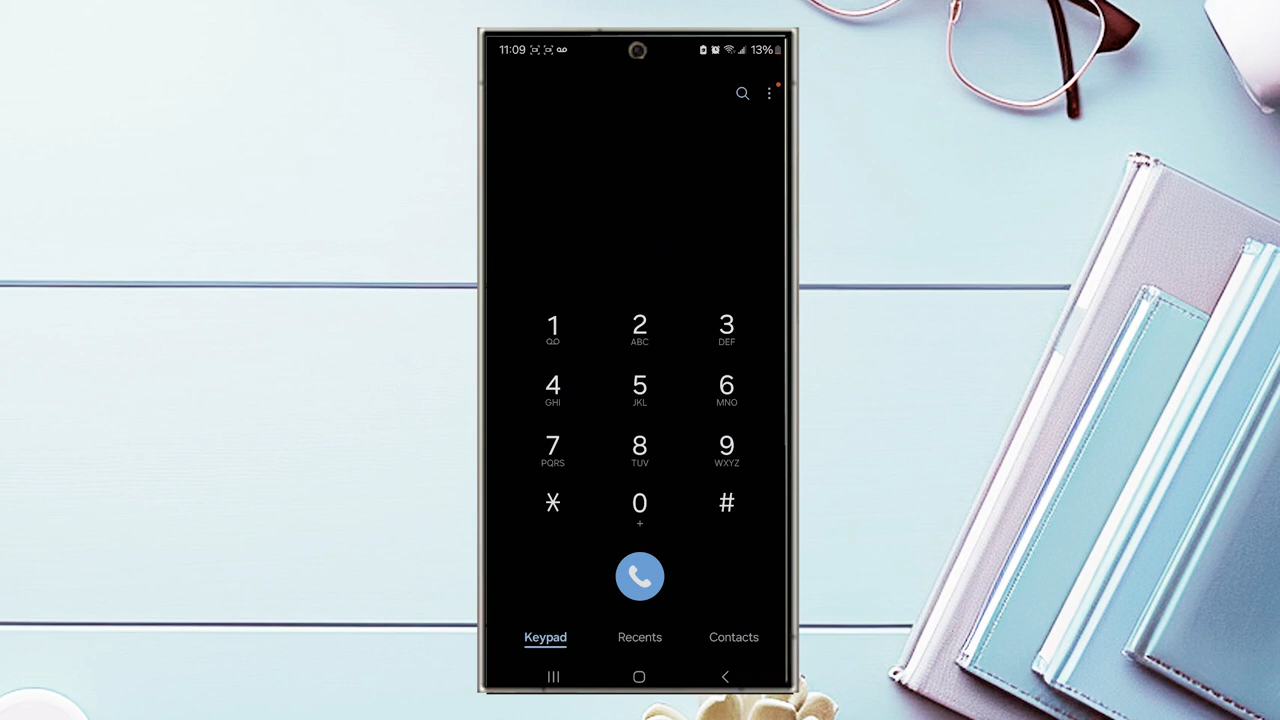 11:09 13%
1 2 3
ABC DEF
4 5 6
GHI JKL MNO
7 8 9
PQRS TUV WXYZ
* 0 #
+
Keypad Recents Contacts